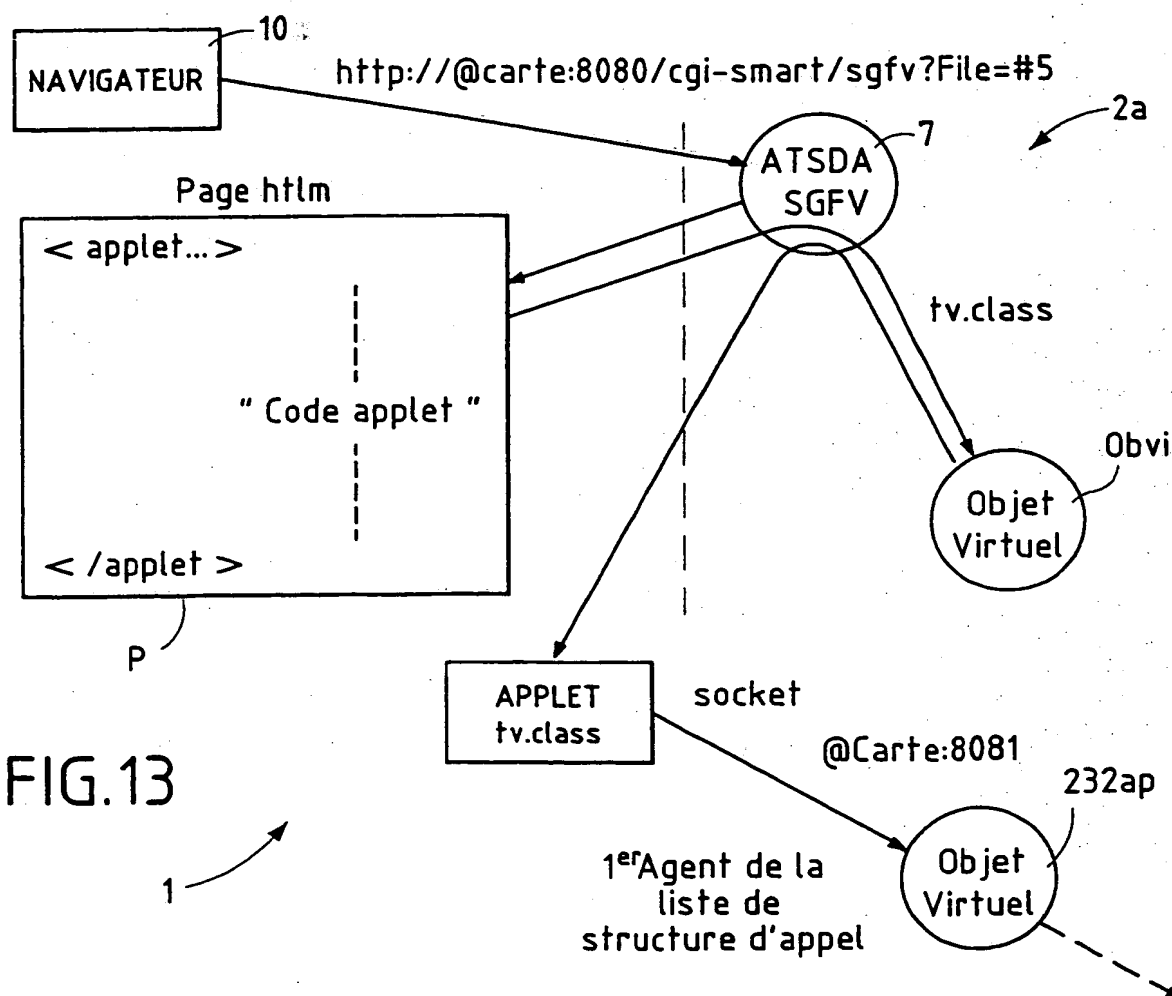 10
NAVIGATEUR
http://@carte:8080/cgi-smart/sgfv?File=#5
2a
7
ATSDA
SGFV
Page htlm
< applet...>
" Code applet "
< /applet >
P
tv.class
Obvi
Objet
Virtuel
APPLET
tv.class
socket
@Carte:8081
232ap
Objet
Virtuel
1erAgent de la
liste de
structure d'appel
FIG.13
1